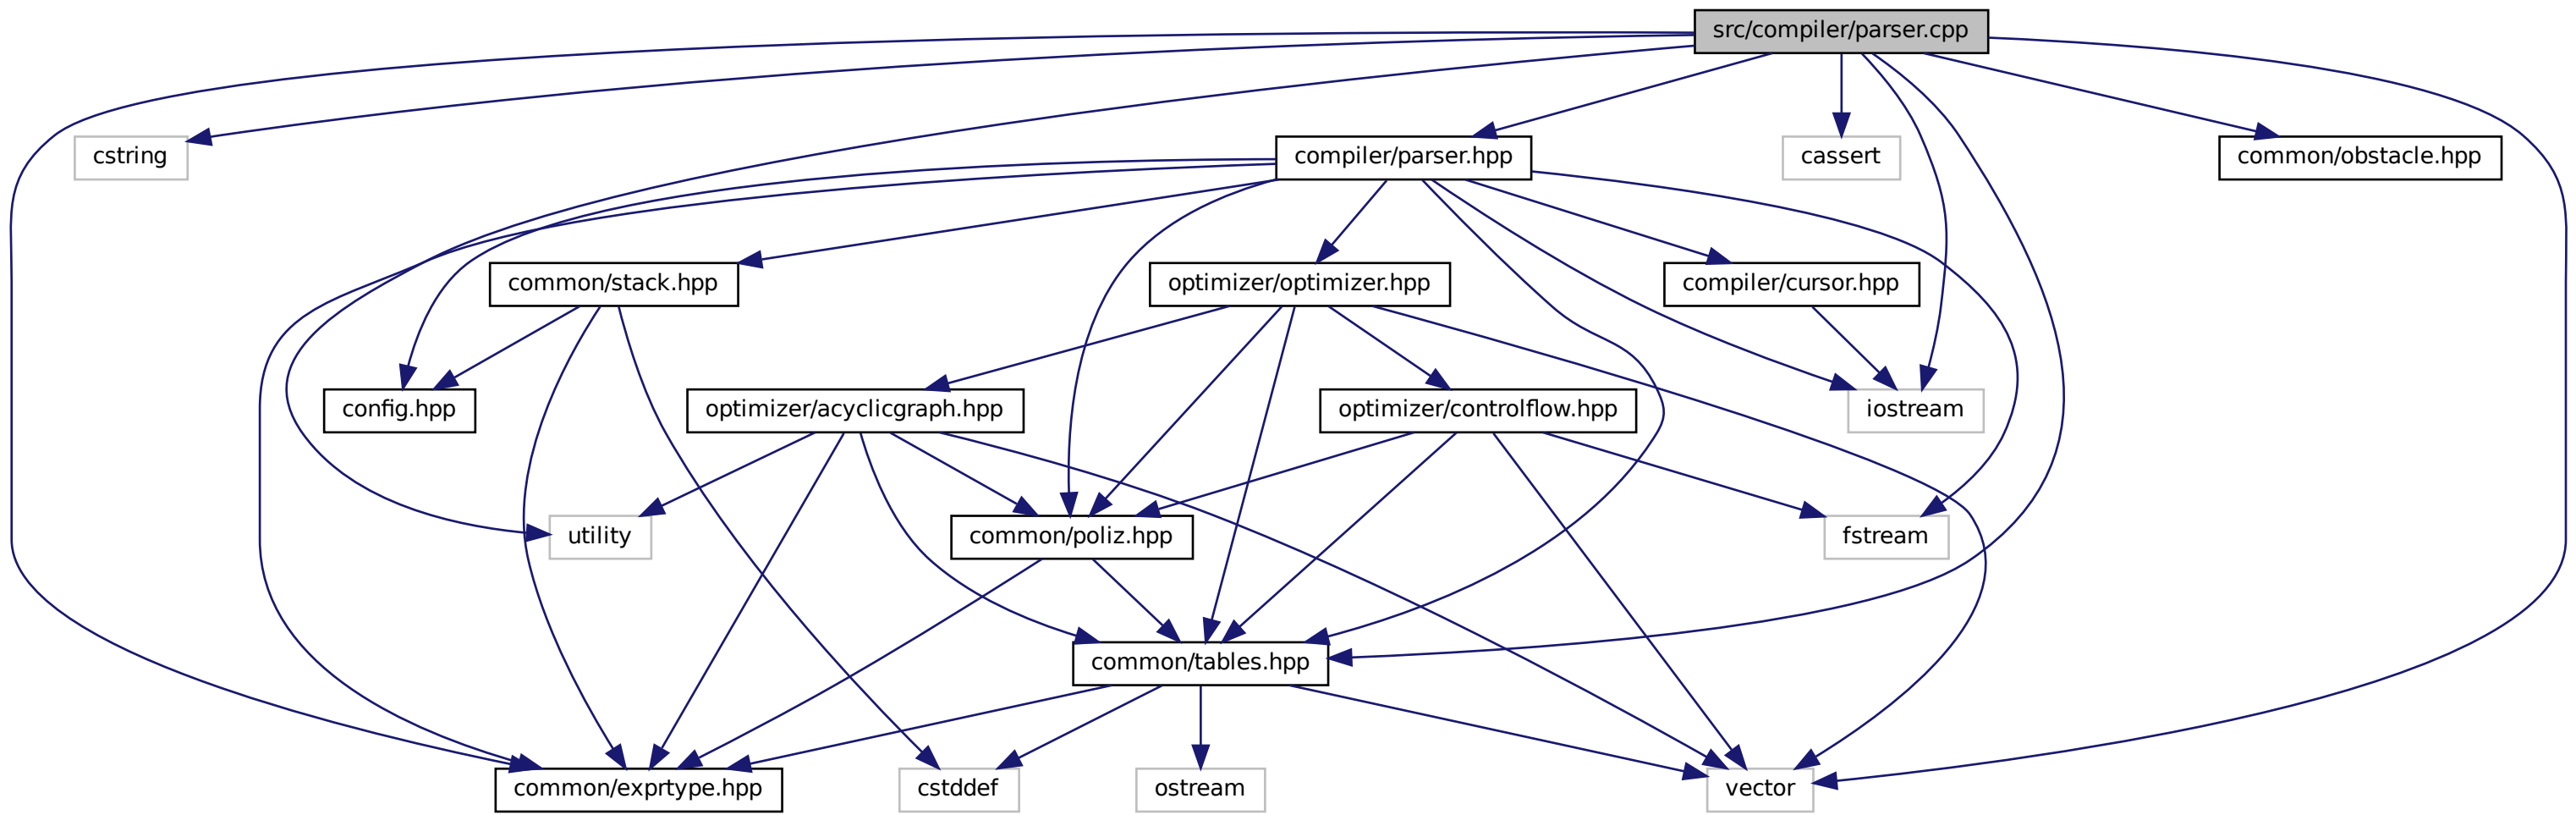 src/compiler/parser.cpp
cstring
compiler/parser.hpp
cassert
common/obstacle.hpp
common/stack.hpp
optimizer/optimizer.hpp
compiler/cursor.hpp
config.hpp
optimizer/acyclicgraph.hpp
optimizer/controlflow.hpp
iostream
utility
common/poliz.hpp
fstream
common/tables.hpp
common/exprtype.hpp
cstddef
ostream
vector